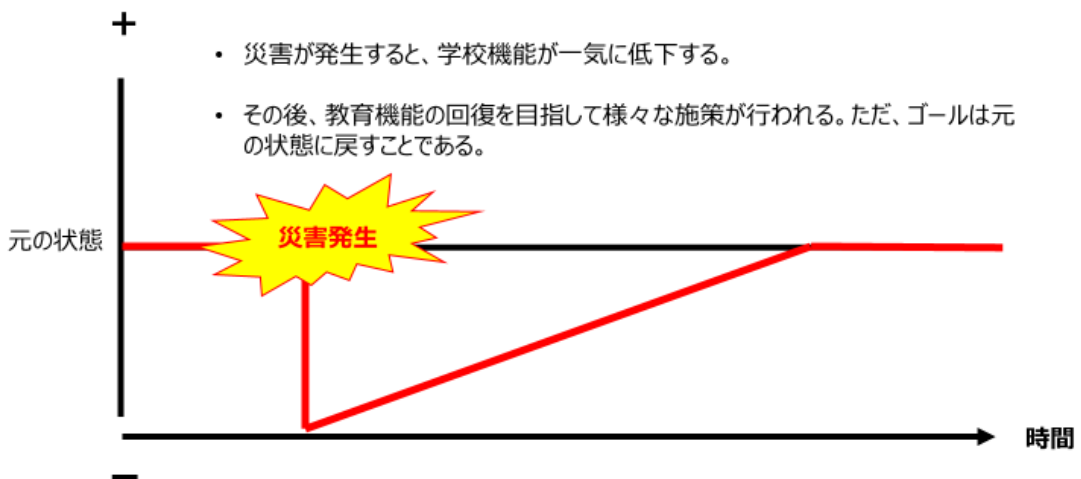 +
• 災害が発生すると、学校機能が一気に低下する。
• その後、教育機能の回復を目指して様々な施策が行われる。ただ、ゴールは元
の状態に戻すことである。
元の状態
災害発生
時間
−